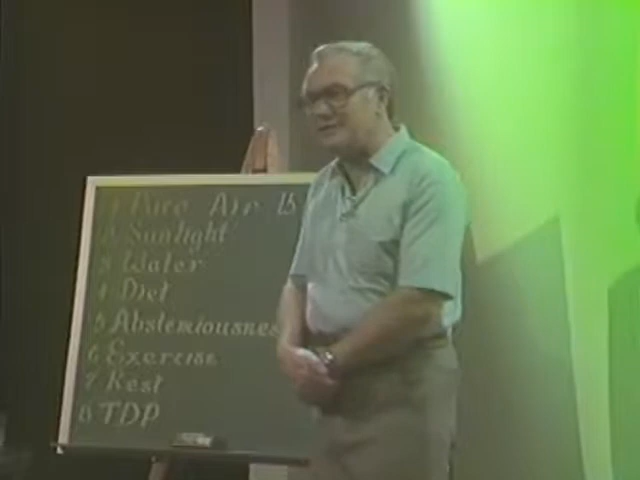 1 Pure Air 15
2 Sunlight
3 Water
4 Diet
5 Abstemiousnes
6 Exercise
7 Rest
8 TDP